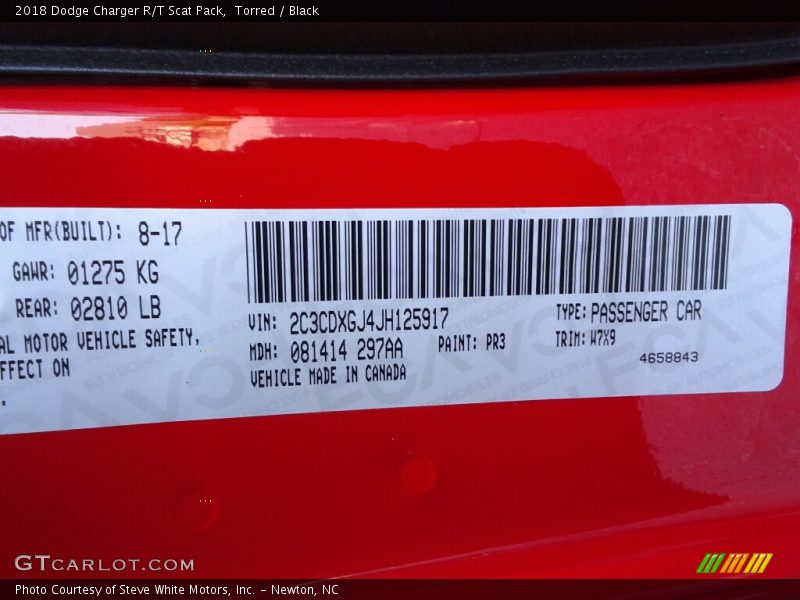 2018 Dodge Charger R/T Scat Pack, Torred / Black
OF MFR(BUILT): 8-17
GAWR: 01275 KG
REAR: 02810 LB
AL MOTOR VEHICLE SAFETY,
FFECT ON
.
VIN: 2C3CDXGJ4JH125917
TYPE: PASSENGER CAR
MDH: 081414 297AA PAINT: PR3
TRIM: W7X9
VEHICLE MADE IN CANADA
4658843
GTCARLOT.COM
Photo Courtesy of Steve White Motors, Inc. - Newton, NC